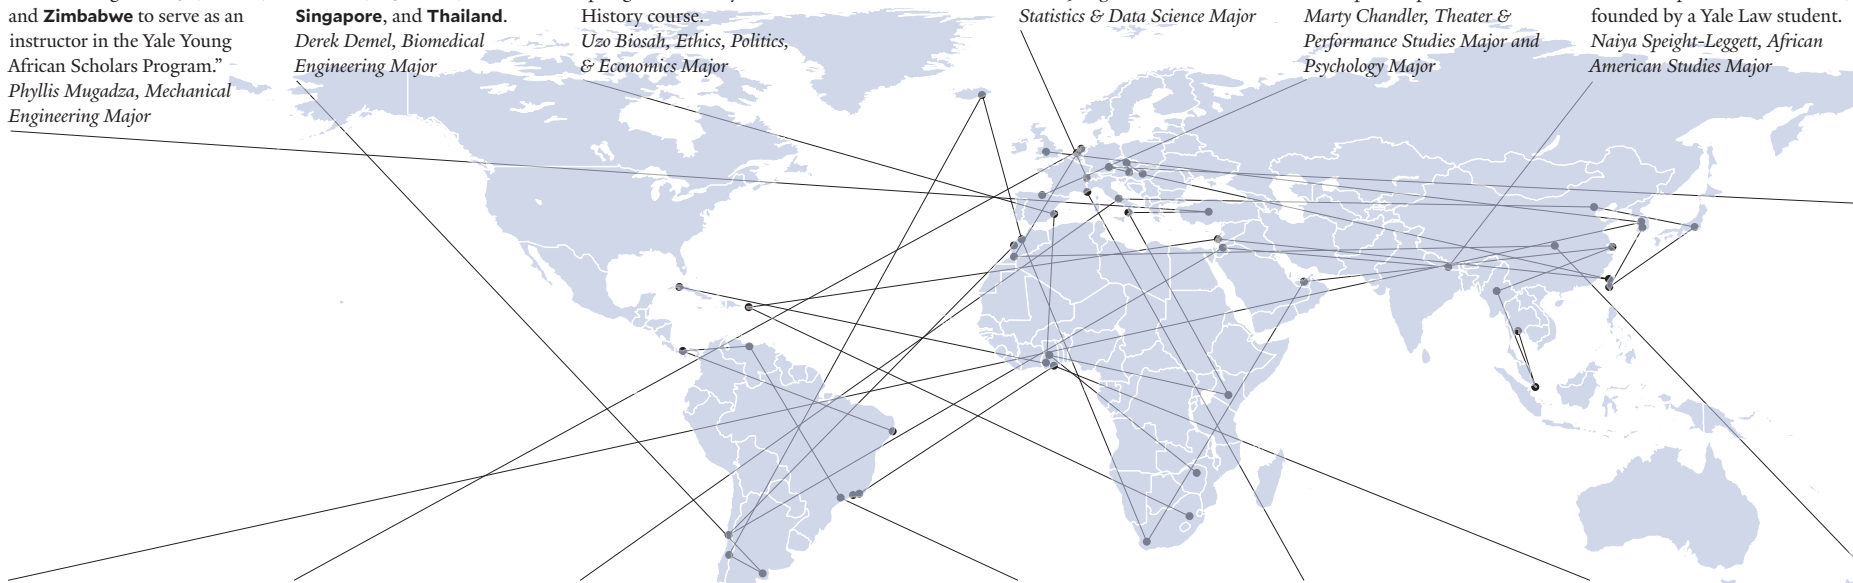 and Zimbabwe to serve as an
instructor in the Yale Young
African Scholars Program.”
Phyllis Mugadza, Mechanical
Engineering Major
Singapore, and Thailand.
Derek Demel, Biomedical
Engineering Major
History course.
Uzo Biosah, Ethics, Politics,
& Economics Major
Statistics & Data Science Major
Marty Chandler, Theater &
Performance Studies Major and
Psychology Major
founded by a Yale Law student.
Naiya Speight-Leggett, African
American Studies Major